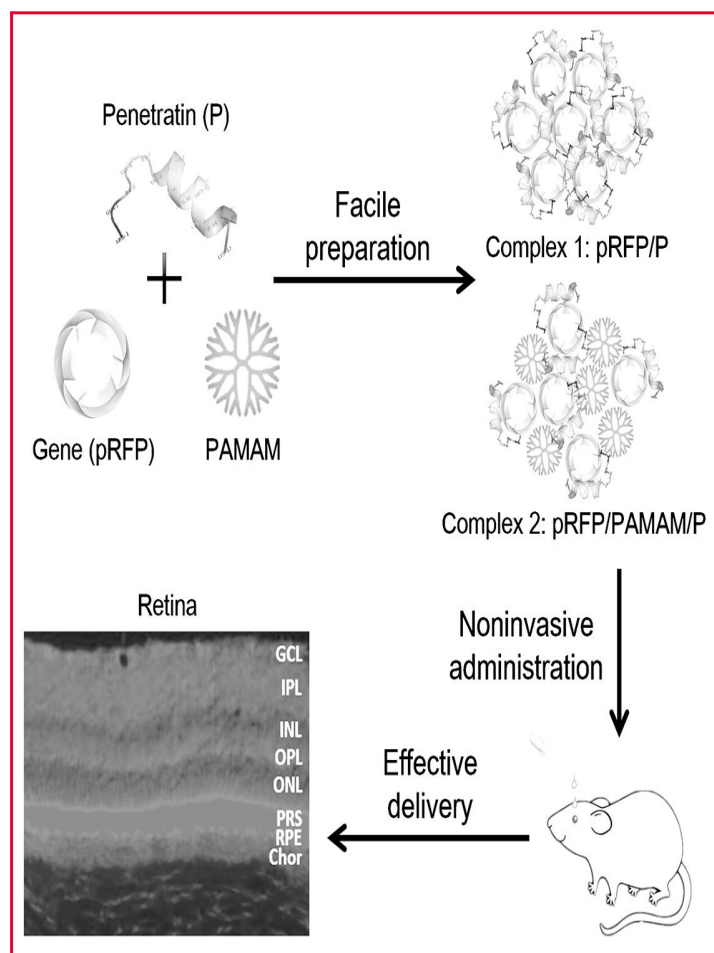 Penetratin (P)
Gene (pRFP)
PAMAM
Facile
preparation
Complex 1: pRFP/P
Complex 2: pRFP/PAMAM/P
Noninvasive
administration
Effective
delivery
Retina
GCL
IPL
INL
OPL
ONL
PRS
RPE
Chor